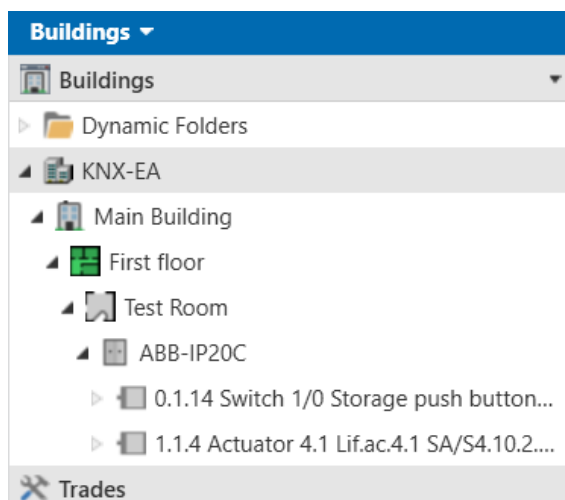 Buildings
Buildings
Dynamic Folders
KNX-EA
Main Building
First floor
Test Room
ABB-IP20C
0.1.14 Switch 1/0 Storage push button...
1.1.4 Actuator 4.1 Lif.ac.4.1 SA/S4.10.2....
Trades